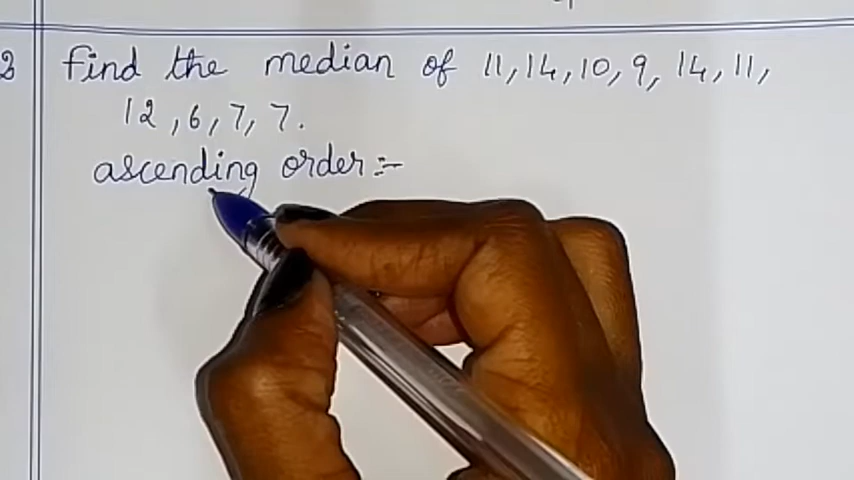 2 Find the median of 11, 14, 10, 9, 14, 11,
12, 6, 7, 7.
ascending order :-